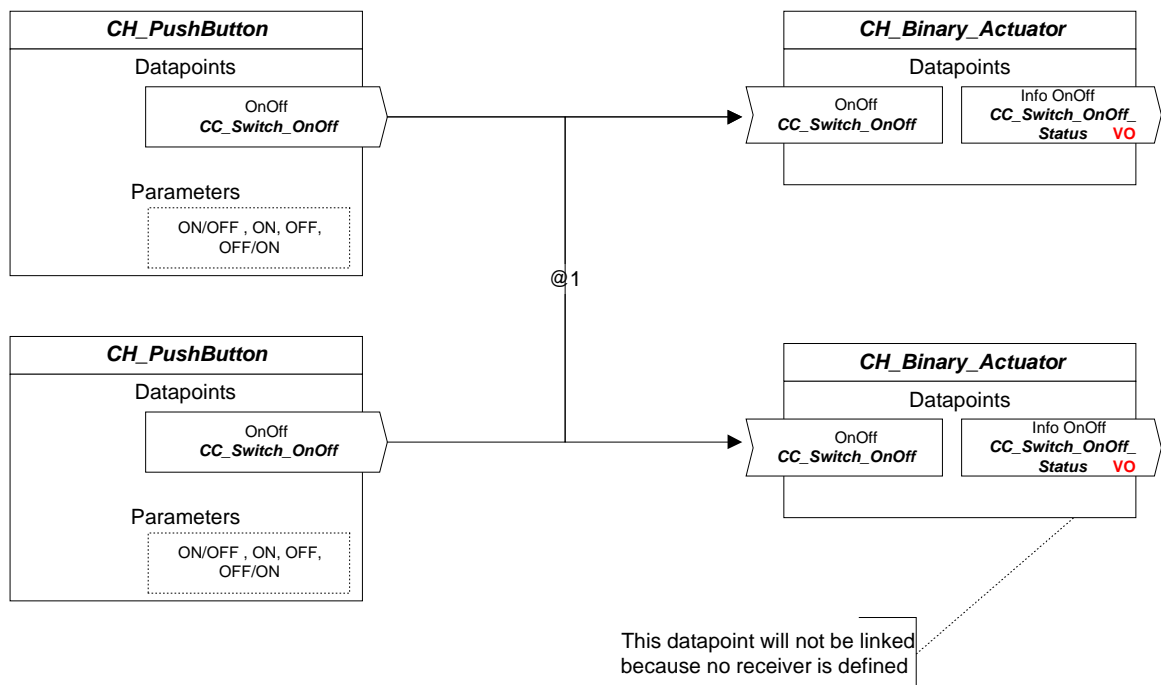 CH_PushButton
Datapoints
OnOff
CC_Switch_OnOff
Parameters
ON/OFF , ON, OFF,
OFF/ON
CH_Binary_Actuator
Datapoints
OnOff
CC_Switch_OnOff
Info OnOff
CC_Switch_OnOff_
Status VO
@1
CH_PushButton
Datapoints
OnOff
CC_Switch_OnOff
Parameters
ON/OFF , ON, OFF,
OFF/ON
CH_Binary_Actuator
Datapoints
OnOff
CC_Switch_OnOff
Info OnOff
CC_Switch_OnOff_
Status VO
This datapoint will not be linked
because no receiver is defined